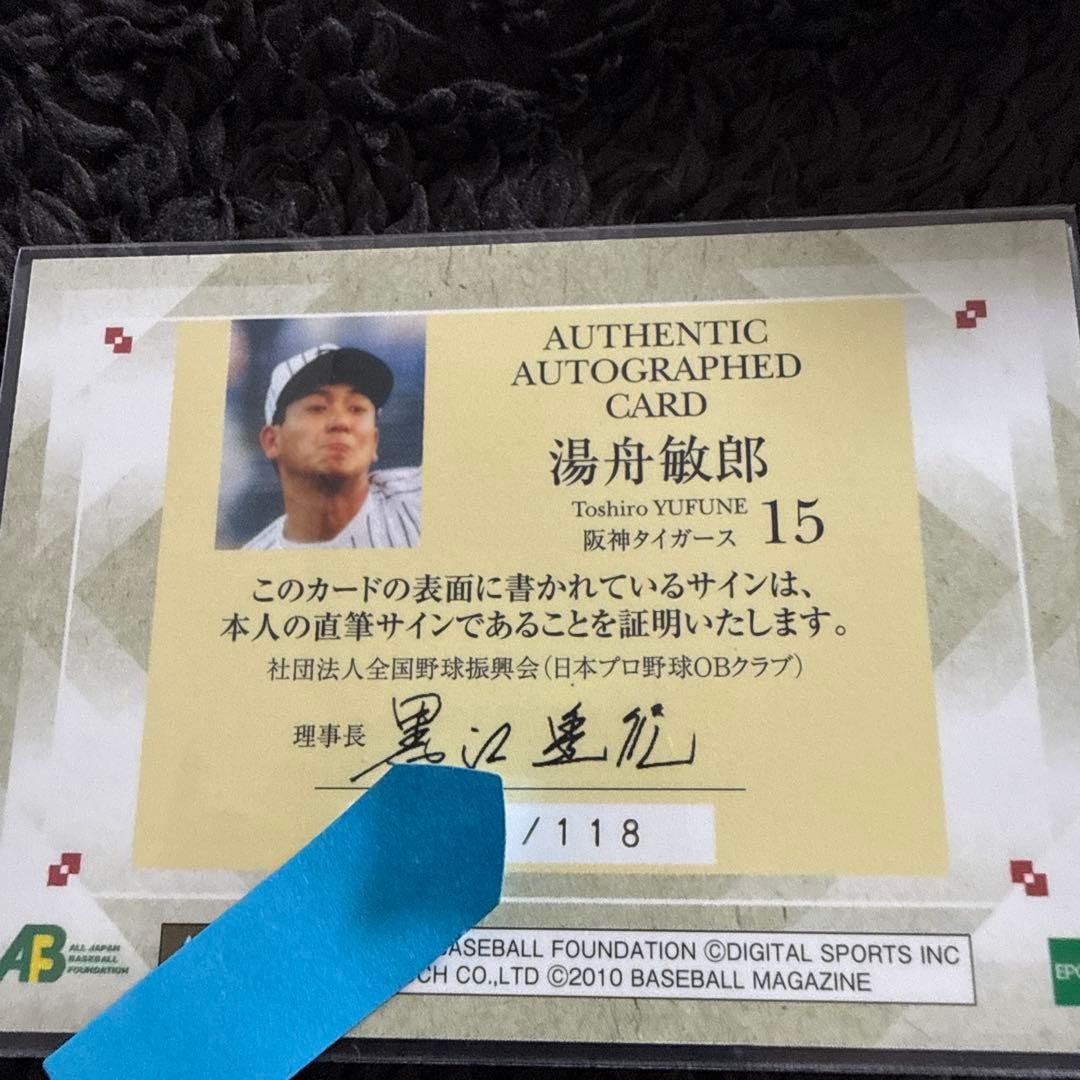 AUTHENTIC
AUTOGRAPHED
CARD
湯舟敏郎
Toshiro YUFUNE
阪神タイガース 15
このカードの表面に書かれているサインは、
本人の直筆サインであることを証明いたします。
社団法人全国野球振興会(日本プロ野球OBクラブ)
理事長 黒江透修
/118
AB ALL JAPAN
BASEBALL
FOUNDATION
BASEBALL FOUNDATION ©DIGITAL SPORTS INC
CO.,LTD ©2010 BASEBALL MAGAZINE